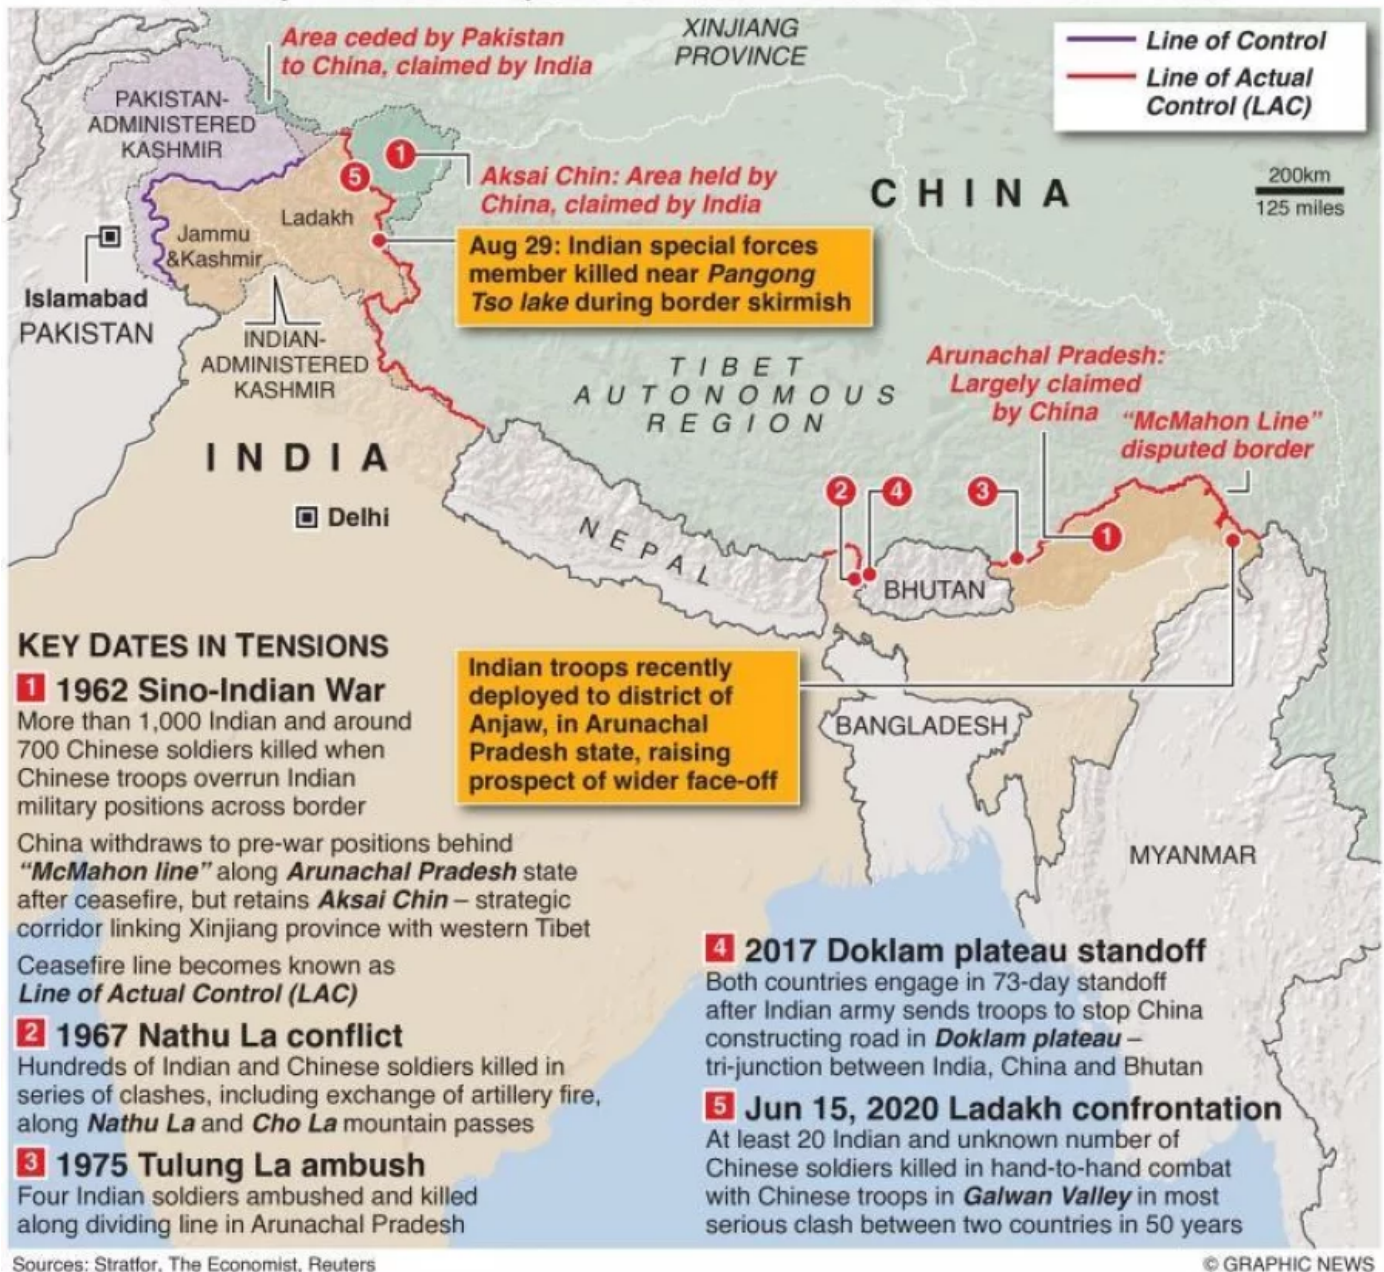 Area ceded by Pakistan
to China, claimed by India
XINJIANG
PROVINCE
Line of Control
Line of Actual
Control (LAC)
PAKISTAN-
ADMINISTERED
KASHMIR
1
5
Aksai Chin: Area held by
China, claimed by India
CHINA
200km
125 miles
Ladakh
Jammu
&Kashmir
Aug 29: Indian special forces
member killed near Pangong
Tso lake during border skirmish
Islamabad
PAKISTAN
INDIAN-
ADMINISTERED
KASHMIR
TIBET
AUTONOMOUS
REGION
Arunachal Pradesh:
Largely claimed
by China
“McMahon Line”
disputed border
INDIA
Delhi
2
4
3
1
NEPAL
BHUTAN
KEY DATES IN TENSIONS
1 1962 Sino-Indian War
More than 1,000 Indian and around
700 Chinese soldiers killed when
Chinese troops overrun Indian
military positions across border
China withdraws to pre-war positions behind
“McMahon line” along Arunachal Pradesh state
after ceasefire, but retains Aksai Chin – strategic
corridor linking Xinjiang province with western Tibet
Ceasefire line becomes known as
Line of Actual Control (LAC)
2 1967 Nathu La conflict
Hundreds of Indian and Chinese soldiers killed in
series of clashes, including exchange of artillery fire,
along Nathu La and Cho La mountain passes
3 1975 Tulung La ambush
Four Indian soldiers ambushed and killed
along dividing line in Arunachal Pradesh
Indian troops recently
deployed to district of
Anjaw, in Arunachal
Pradesh state, raising
prospect of wider face-off
BANGLADESH
MYANMAR
4 2017 Doklam plateau standoff
Both countries engage in 73-day standoff
after Indian army sends troops to stop China
constructing road in Doklam plateau –
tri-junction between India, China and Bhutan
5 Jun 15, 2020 Ladakh confrontation
At least 20 Indian and unknown number of
Chinese soldiers killed in hand-to-hand combat
with Chinese troops in Galwan Valley in most
serious clash between two countries in 50 years
Sources: Stratfor, The Economist, Reuters
© GRAPHIC NEWS